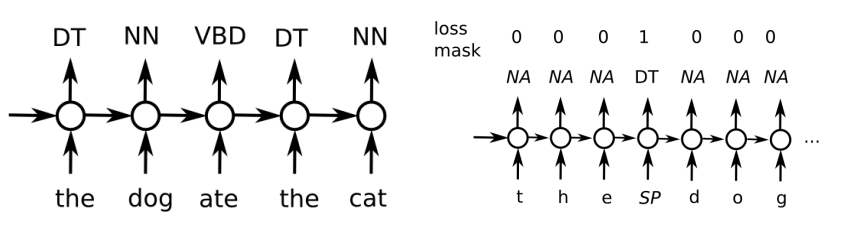 DT NN VBD DT NN
the dog ate the cat
loss
mask
0 0 0 1 0 0 0
NA NA NA DT NA NA NA
...
t h e SP d o g